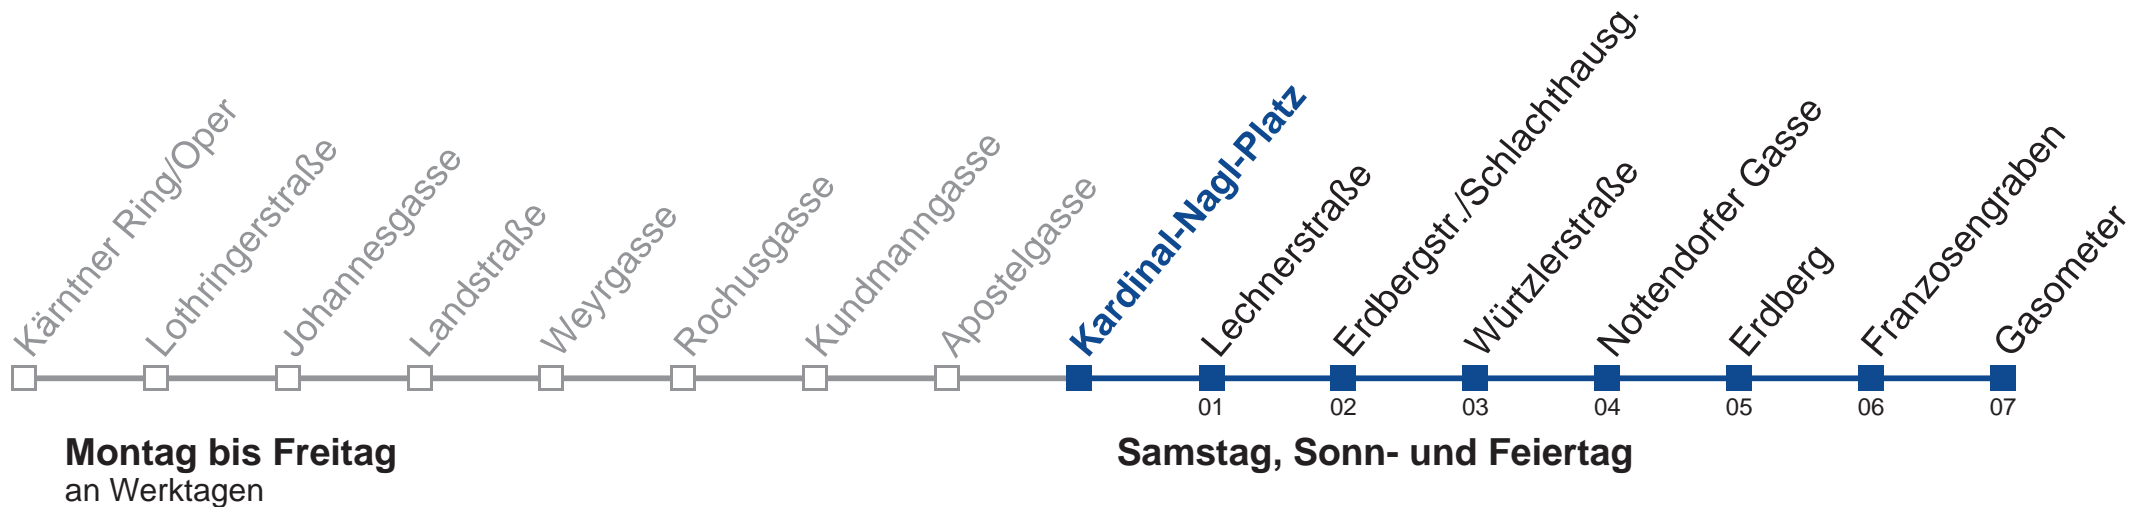 Kärntner Ring/Oper
Lothringerstraße
Johannesgasse
Landstraße
Weyrgasse
Rochusgasse
Kundmanngasse
Apostelgasse
Kardinal-Nagl-Platz
Lechnerstraße
Erdbergstr./Schlachthausg.
Würtzlerstraße
Nottendorfer Gasse
Erdberg
Franzosengraben
Gasometer
01 02 03 04 05 06 07
Montag bis Freitag
an Werktagen
Samstag, Sonn- und Feiertag